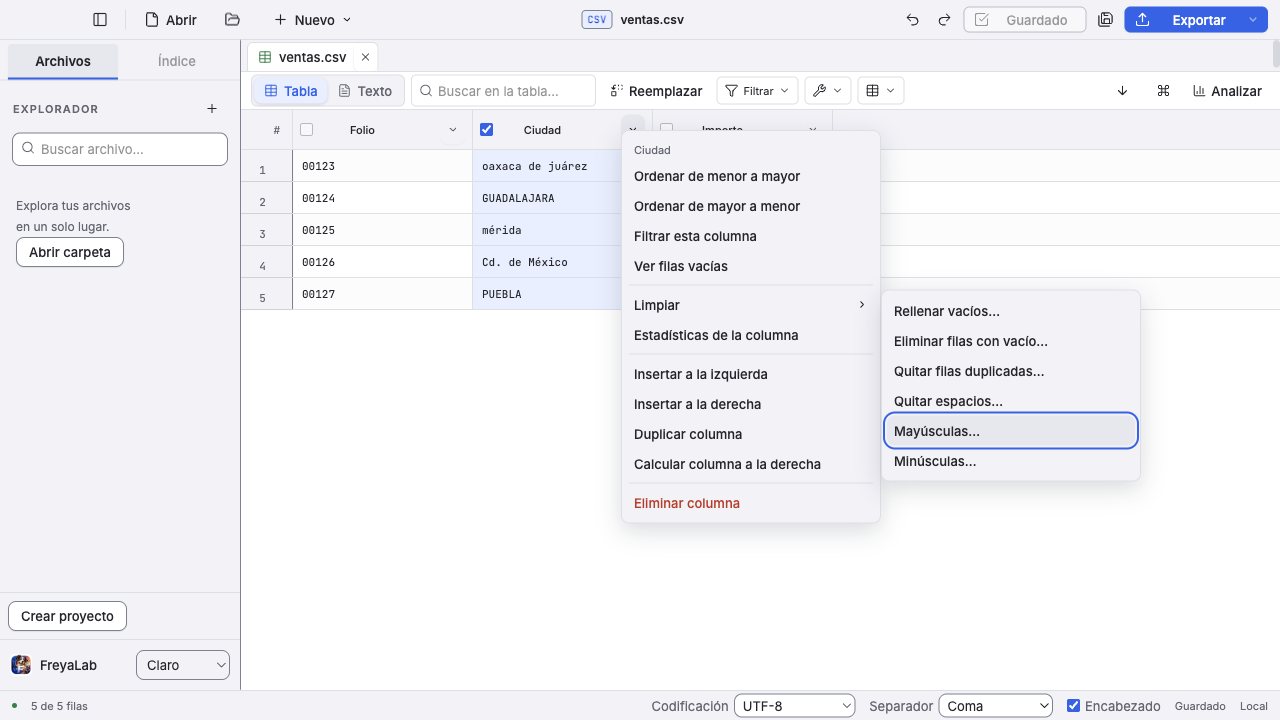 Abrir
Nuevo
CSV ventas.csv
Guardado
Exportar
Archivos
Índice
ventas.csv
EXPLORADOR
Buscar archivo...
Explora tus archivos
en un solo lugar.
Abrir carpeta
Crear proyecto
FreyaLab
Claro
Tabla
Texto
Buscar en la tabla...
Reemplazar
Filtrar
Analizar
# Folio Ciudad Importe
1 00123 oaxaca de juárez
2 00124 GUADALAJARA
3 00125 mérida
4 00126 Cd. de México
5 00127 PUEBLA
Ciudad
Ordenar de menor a mayor
Ordenar de mayor a menor
Filtrar esta columna
Ver filas vacías
Limpiar
Estadísticas de la columna
Insertar a la izquierda
Insertar a la derecha
Duplicar columna
Calcular columna a la derecha
Eliminar columna
Rellenar vacíos...
Eliminar filas con vacío...
Quitar filas duplicadas...
Quitar espacios...
Mayúsculas...
Minúsculas...
5 de 5 filas
Codificación UTF-8 Separador Coma Encabezado Guardado Local